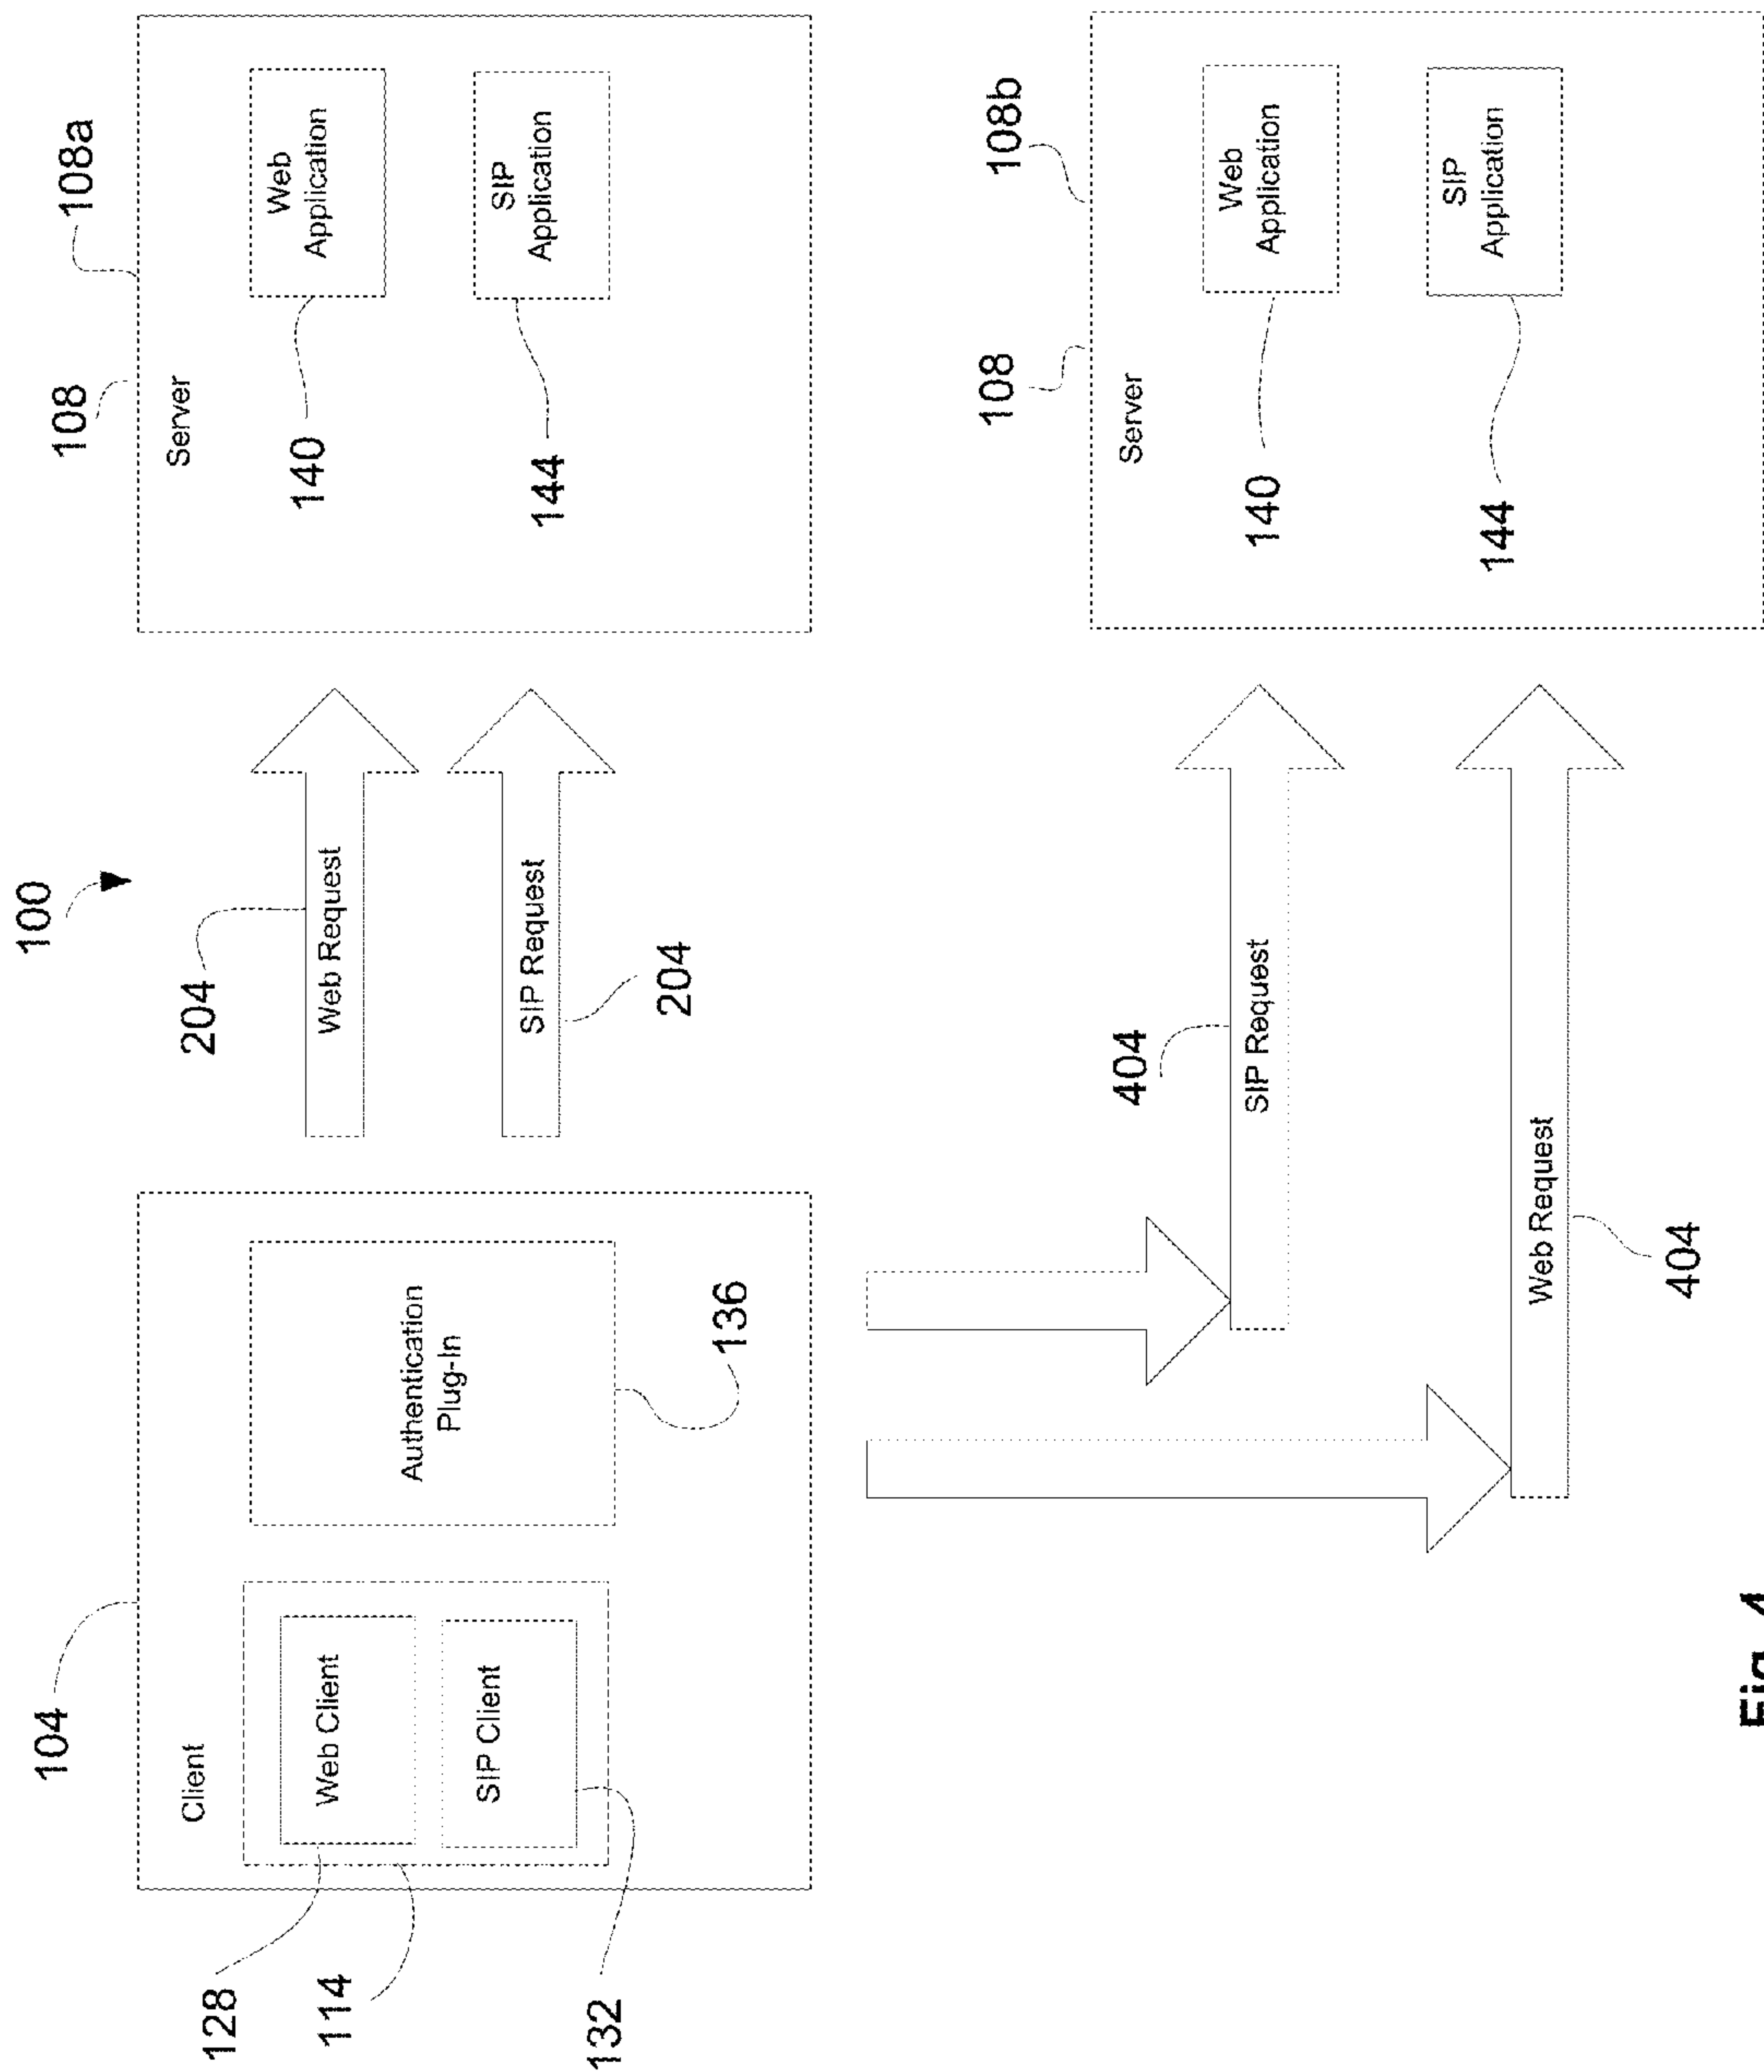 100
104
108
108a
Client
Server
128
Web Client
204
Web Request
140
Web
Application
114
Authentication
Plug-In
SIP Client
SIP Request
144
SIP
Application
132
136
204
108
108b
Server
404
SIP Request
140
Web
Application
144
SIP
Application
Web Request
404
Fig. 4